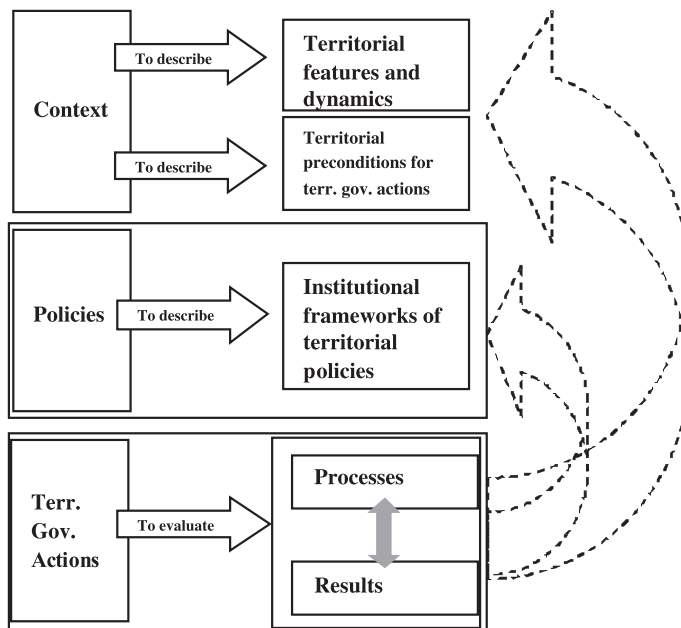 Context
To describe
Territorial
features and
dynamics
To describe
Territorial
preconditions for
terr. gov. actions
Policies
To describe
Institutional
frameworks of
territorial
policies
Terr.
Gov.
Actions
To evaluate
Processes
Results